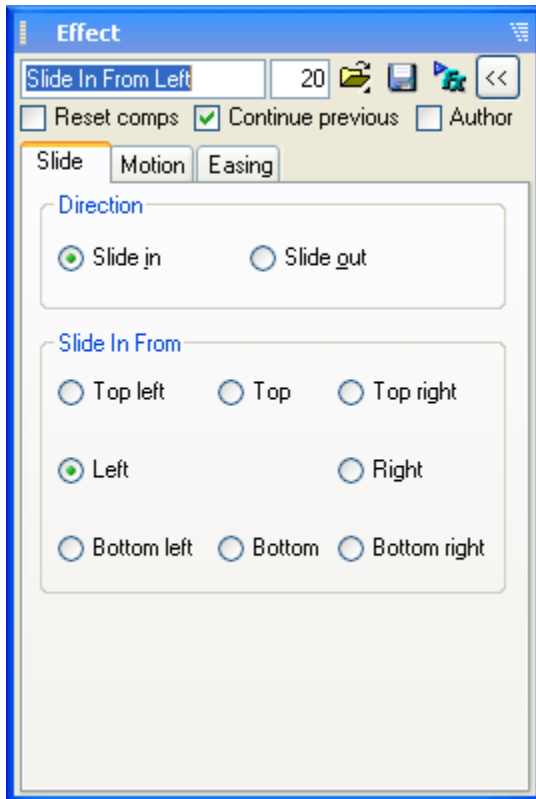 Effect
Slide In From Left 20 Fx <<
Reset comps Continue previous Author
Slide Motion Easing
Direction
Slide in Slide out
Slide In From
Top left Top Top right
Left Right
Bottom left Bottom Bottom right